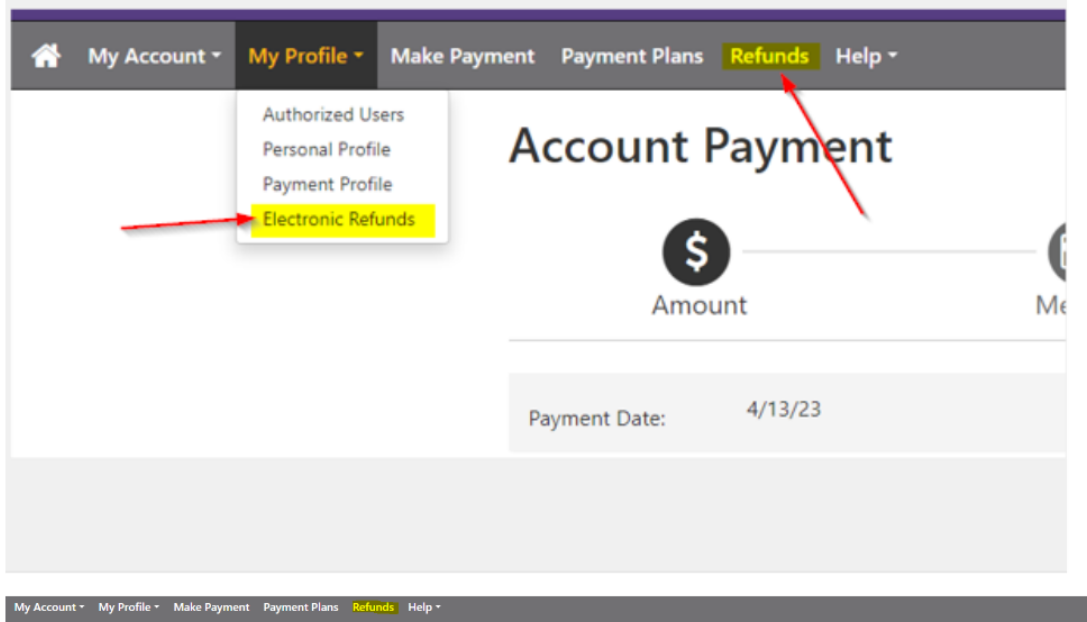 My Account My Profile Make Payment Payment Plans Refunds Help
Authorized Users
Personal Profile
Payment Profile
Electronic Refunds
Account Payment
$
Amount
Payment Date: 4/13/23
My Account My Profile Make Payment Payment Plans Refunds Help